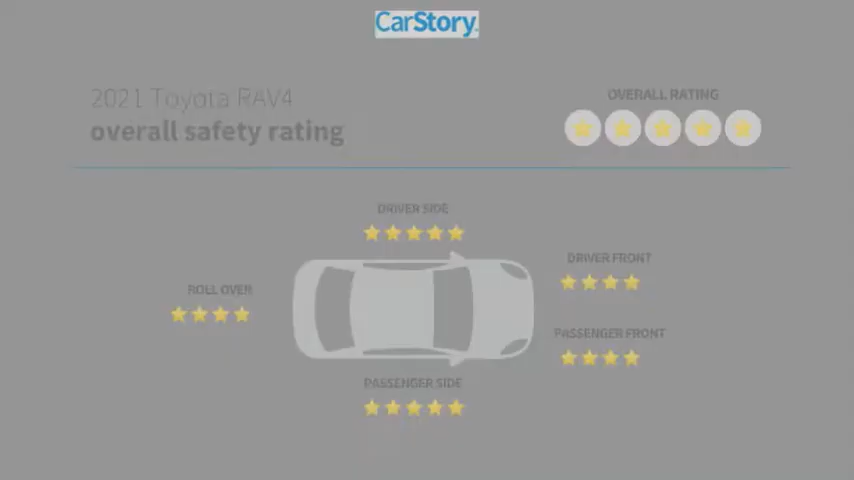 CarStory
2021 Toyota RAV4
overall safety rating
OVERALL RATING
DRIVER SIDE
DRIVER FRONT
ROLL OVER
PASSENGER FRONT
PASSENGER SIDE